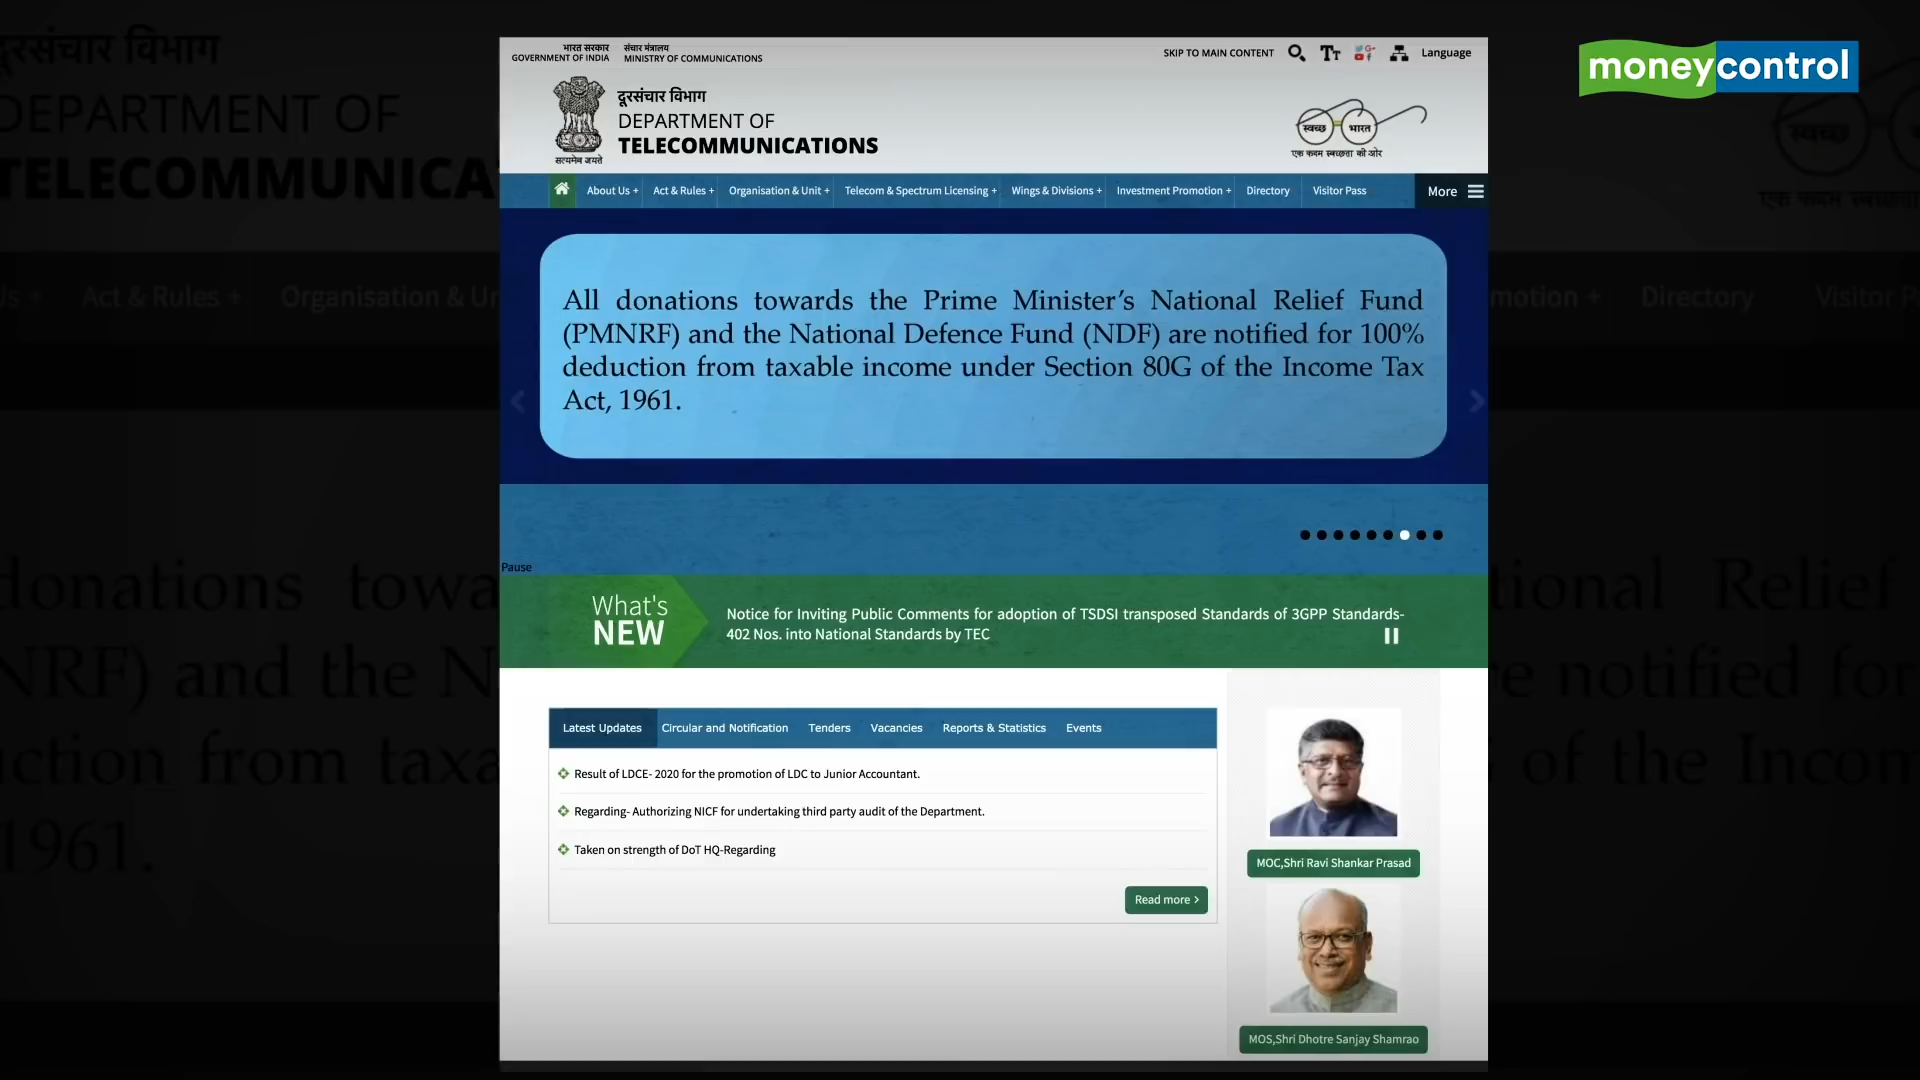 भारत सरकार
GOVERNMENT OF INDIA
संचार मंत्रालय
MINISTRY OF COMMUNICATIONS
SKIP TO MAIN CONTENT
Language
moneycontrol
दूरसंचार विभाग
DEPARTMENT OF
TELECOMMUNICATIONS
सत्यमेव जयते
स्वच्छ भारत
एक कदम स्वच्छता की ओर
About Us +
Act & Rules +
Organisation & Unit +
Telecom & Spectrum Licensing +
Wings & Divisions +
Investment Promotion +
Directory
Visitor Pass
More
All donations towards the Prime Minister's National Relief Fund
(PMNRF) and the National Defence Fund (NDF) are notified for 100%
deduction from taxable income under Section 80G of the Income Tax
Act, 1961.
Pause
What's
NEW
Notice for Inviting Public Comments for adoption of TSDSI transposed Standards of 3GPP Standards-
402 Nos. into National Standards by TEC
Latest Updates
Circular and Notification
Tenders
Vacancies
Reports & Statistics
Events
Result of LDCE- 2020 for the promotion of LDC to Junior Accountant.
Regarding- Authorizing NICF for undertaking third party audit of the Department.
Taken on strength of DoT HQ-Regarding
Read more >
MOC,Shri Ravi Shankar Prasad
MOS,Shri Dhotre Sanjay Shamrao